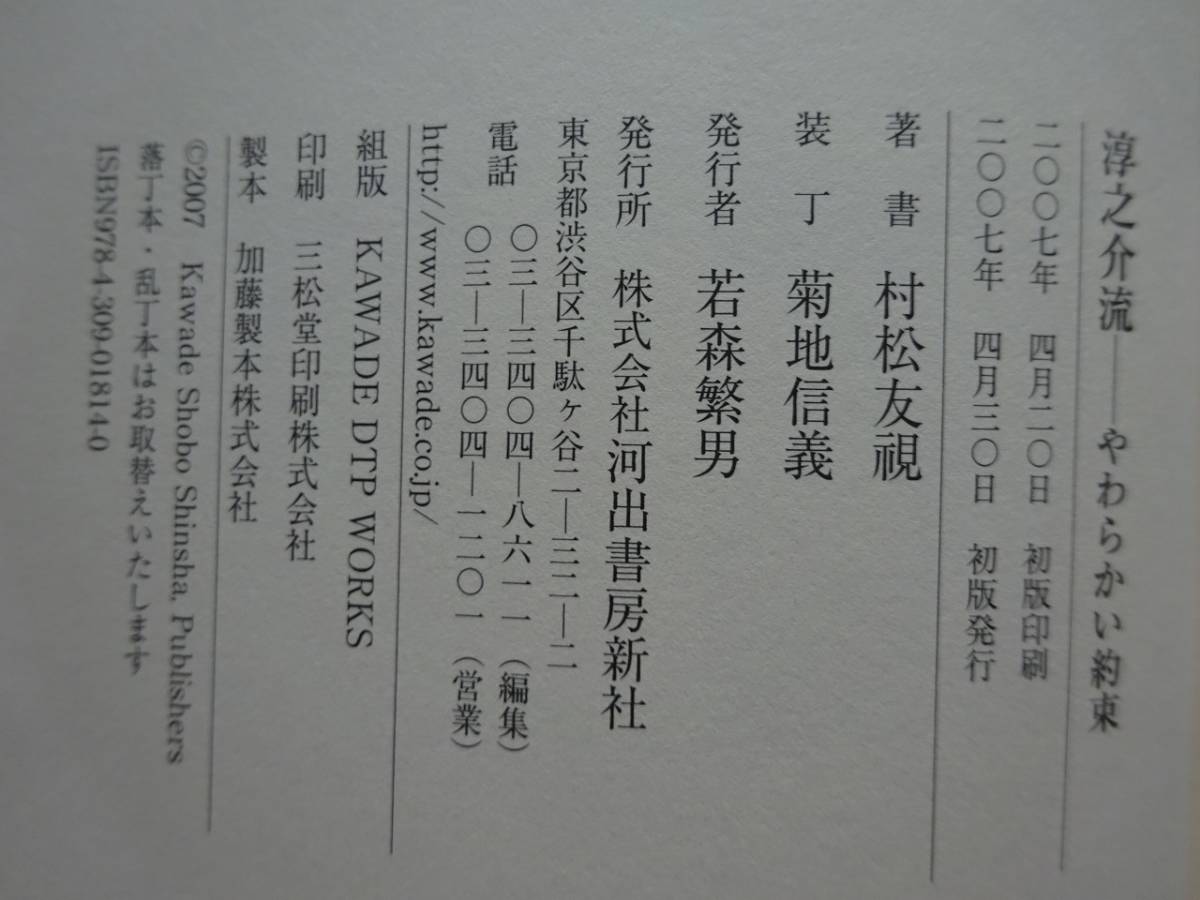 淳之介流——やわらかい約束
二〇〇七年 四月二〇日 初版印刷
二〇〇七年 四月三〇日 初版発行
著書 村松友視
装丁 菊地信義
発行者 若森繁男
発行所 株式会社河出書房新社
東京都渋谷区千駄ヶ谷二—三二—二
電話 〇三—三四〇四—八六一一（編集）
〇三—三四〇四—一二〇一（営業）
http://www.kawade.co.jp/
組版 KAWADE DTP WORKS
印刷 三松堂印刷株式会社
製本 加藤製本株式会社
©2007 Kawade Shobo Shinsha, Publishers
落丁本・乱丁本はお取替えいたします
ISBN978-4-309-01814-0